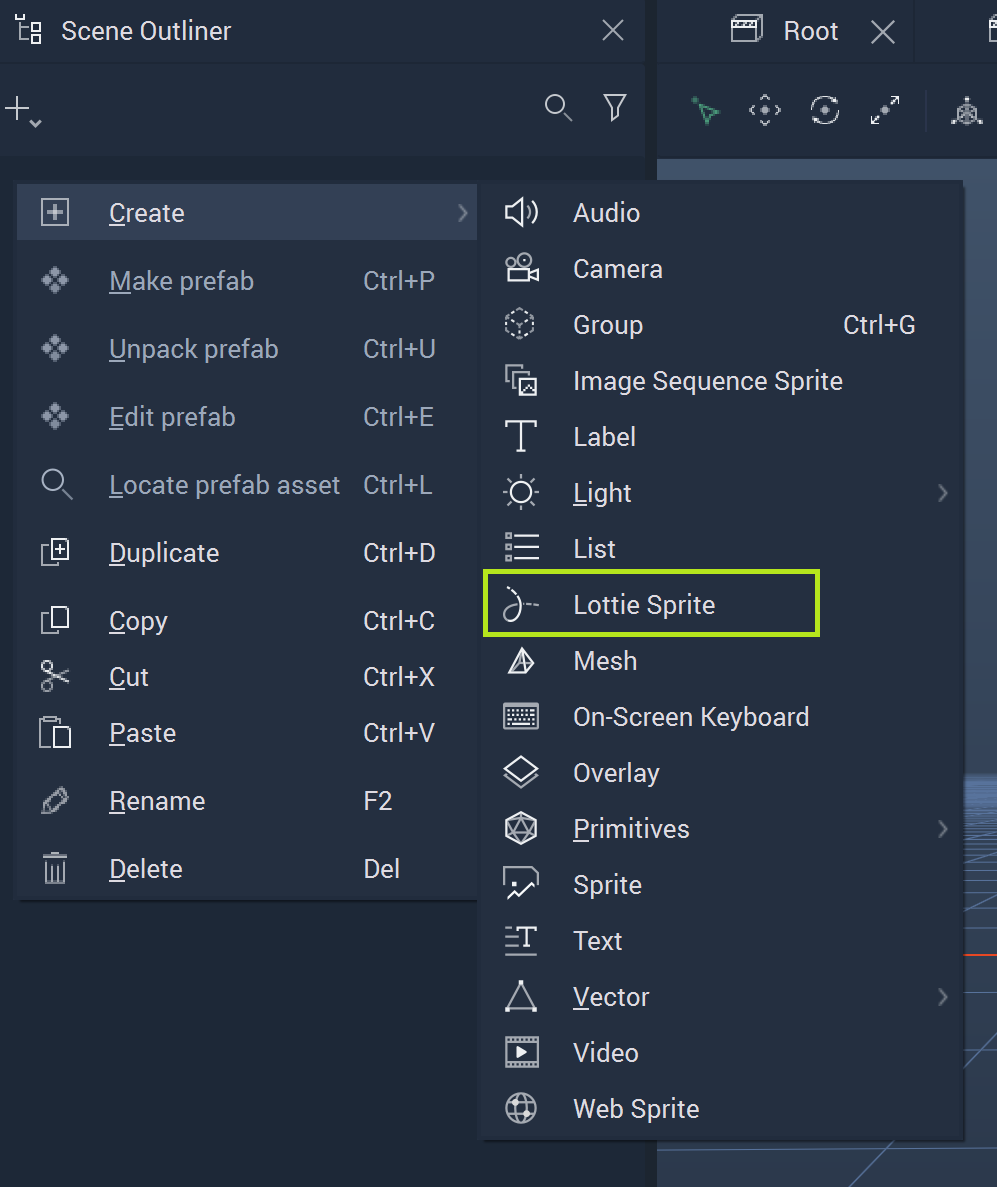 Scene Outliner
Root
Create
Make prefab Ctrl+P
Unpack prefab Ctrl+U
Edit prefab Ctrl+E
Locate prefab asset Ctrl+L
Duplicate Ctrl+D
Copy Ctrl+C
Cut Ctrl+X
Paste Ctrl+V
Rename F2
Delete Del
Audio
Camera
Group Ctrl+G
Image Sequence Sprite
Label
Light
List
Lottie Sprite
Mesh
On-Screen Keyboard
Overlay
Primitives
Sprite
Text
Vector
Video
Web Sprite